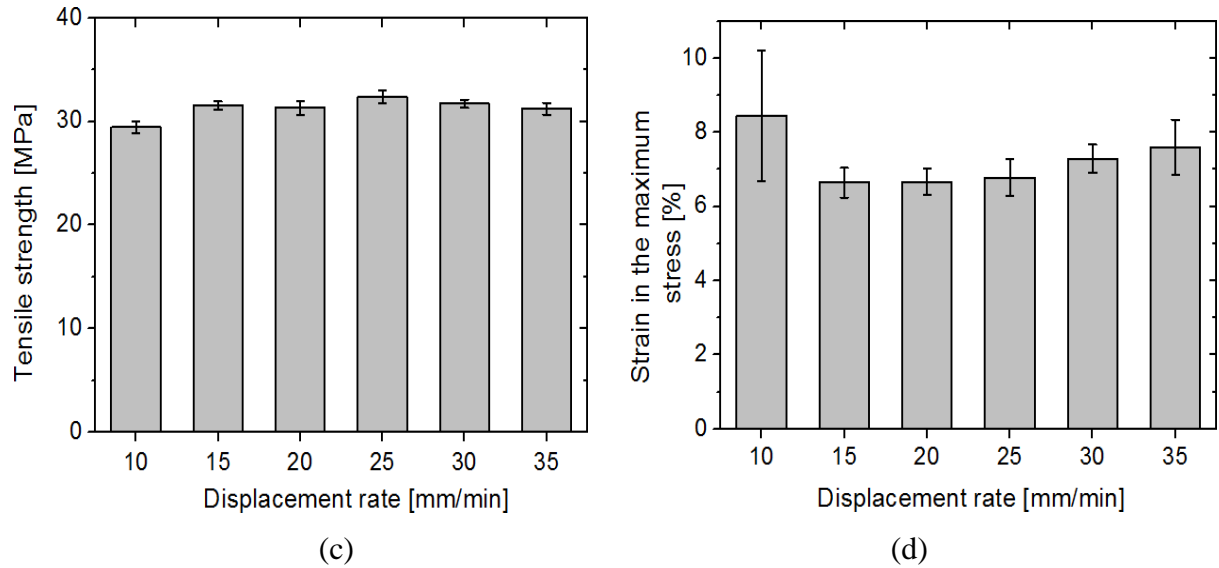 40
30
20
10
0
Tensile strength [MPa]
10 15 20 25 30 35
Displacement rate [mm/min]
(c)
10
8
6
4
2
0
Strain in the maximum
stress [%]
10 15 20 25 30 35
Displacement rate [mm/min]
(d)